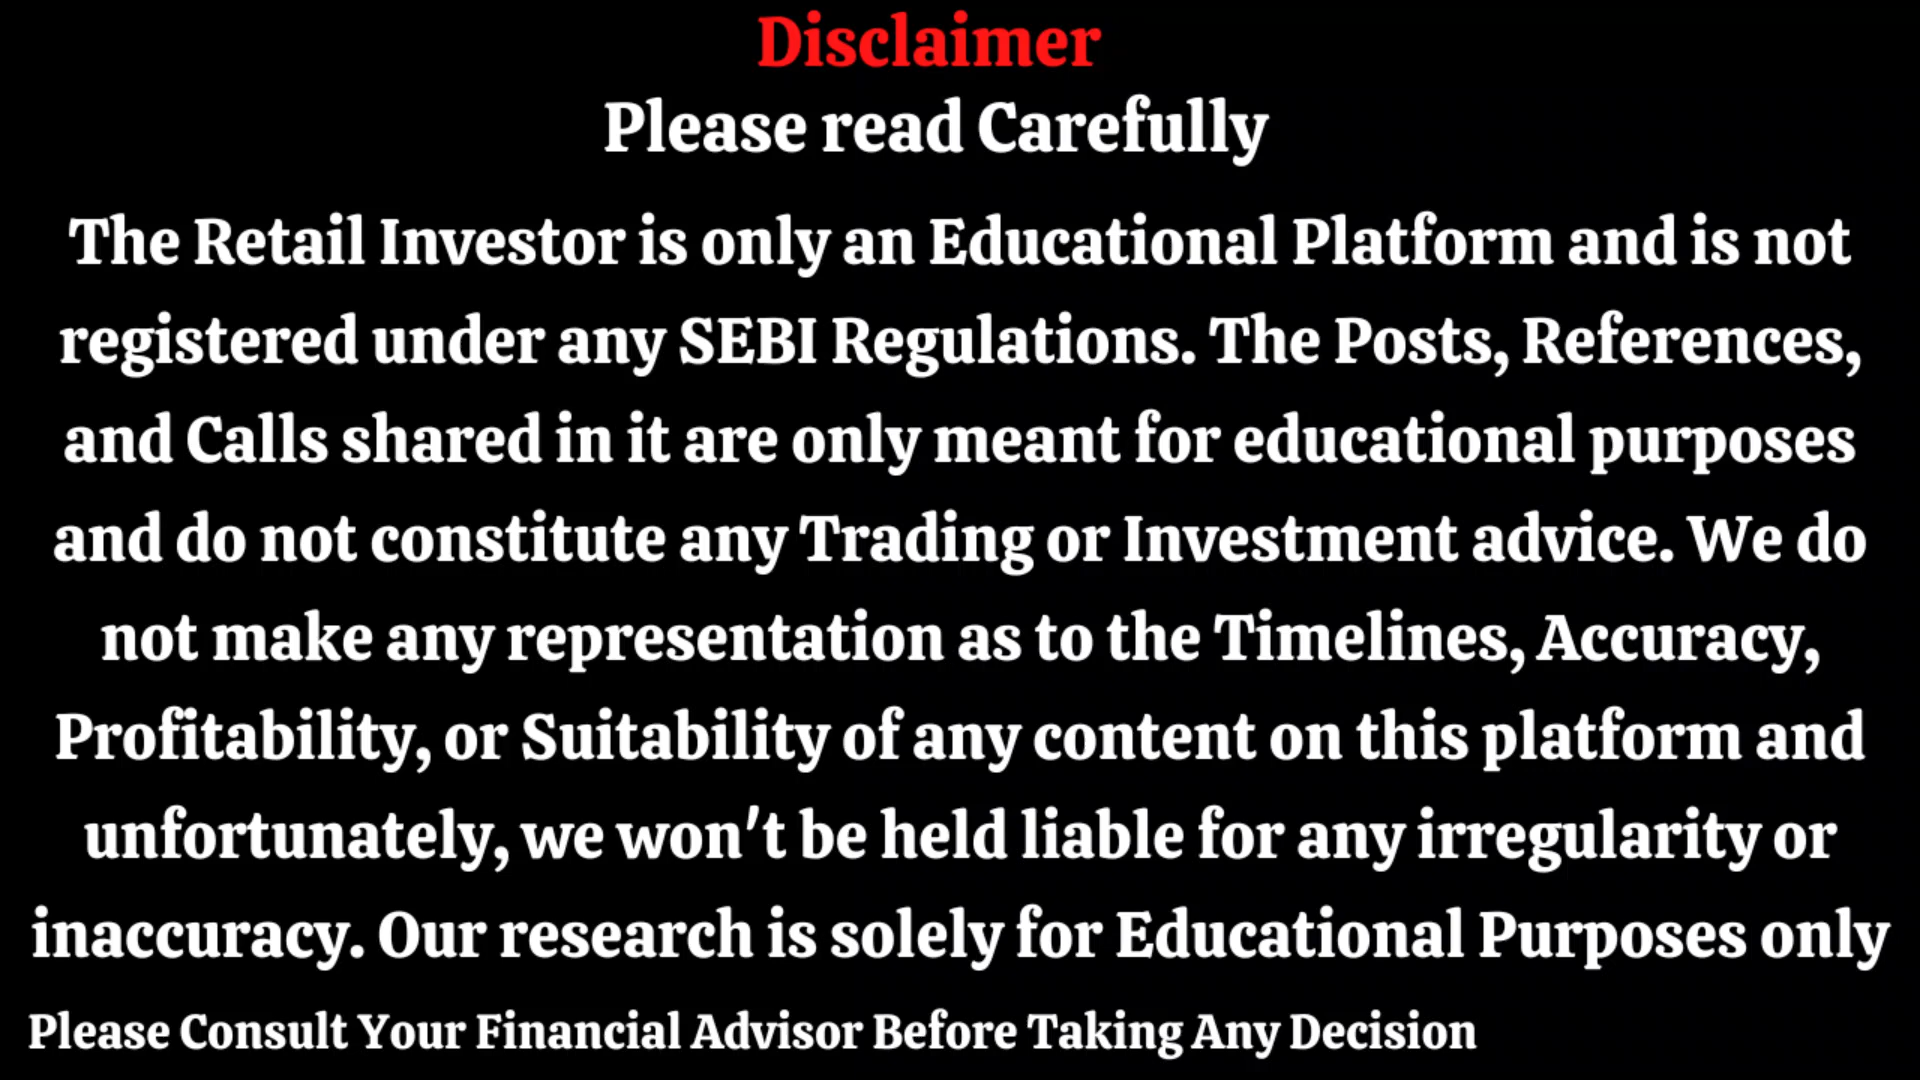 Disclaimer
Please read Carefully
The Retail Investor is only an Educational Platform and is not
registered under any SEBI Regulations. The Posts, References,
and Calls shared in it are only meant for educational purposes
and do not constitute any Trading or Investment advice. We do
not make any representation as to the Timelines, Accuracy,
Profitability, or Suitability of any content on this platform and
unfortunately, we won't be held liable for any irregularity or
inaccuracy. Our research is solely for Educational Purposes only
Please Consult Your Financial Advisor Before Taking Any Decision